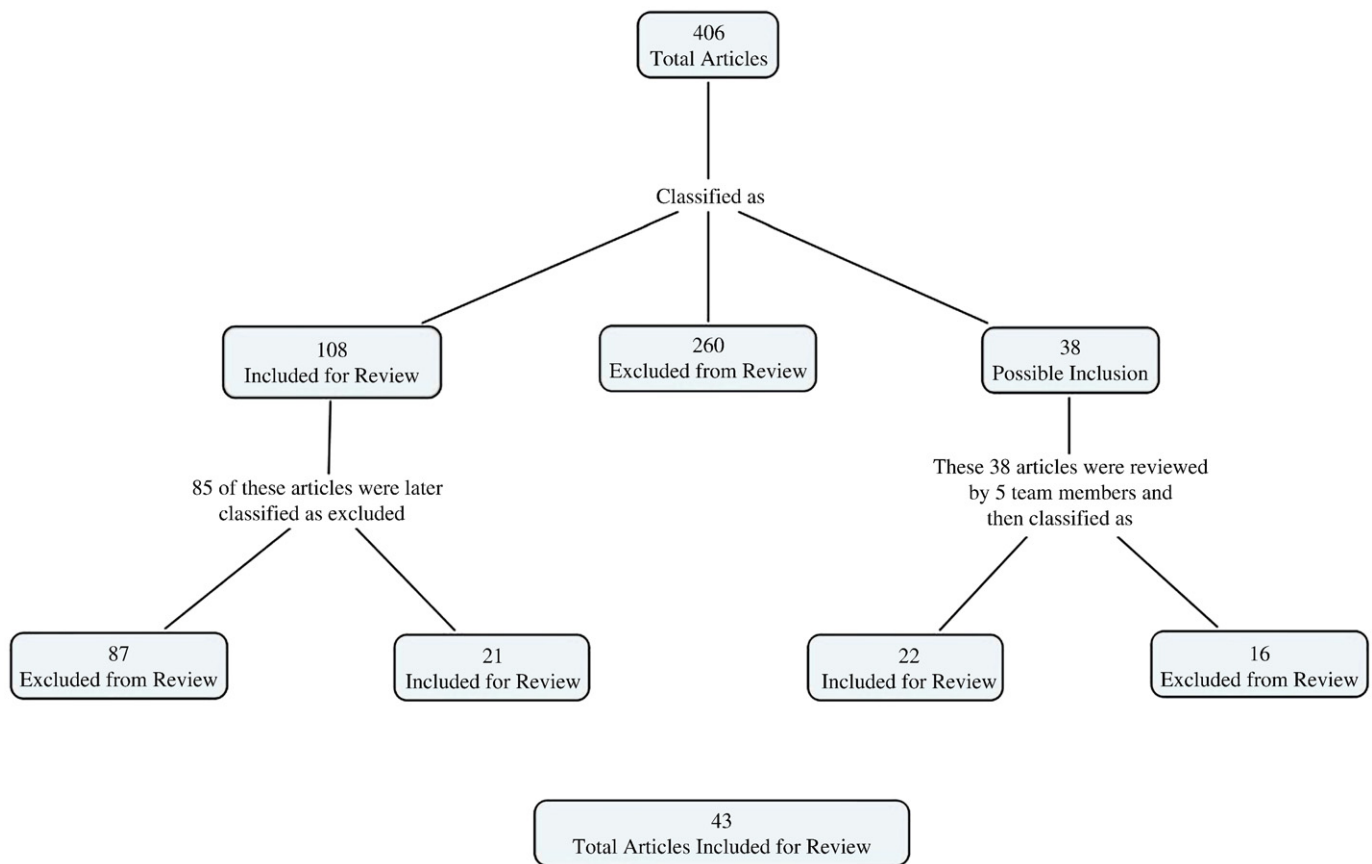 406
Total Articles
Classified as
108
Included for Review
260
Excluded from Review
38
Possible Inclusion
85 of these articles were later
classified as excluded
These 38 articles were reviewed
by 5 team members and
then classified as
87
Excluded from Review
21
Included for Review
22
Included for Review
16
Excluded from Review
43
Total Articles Included for Review